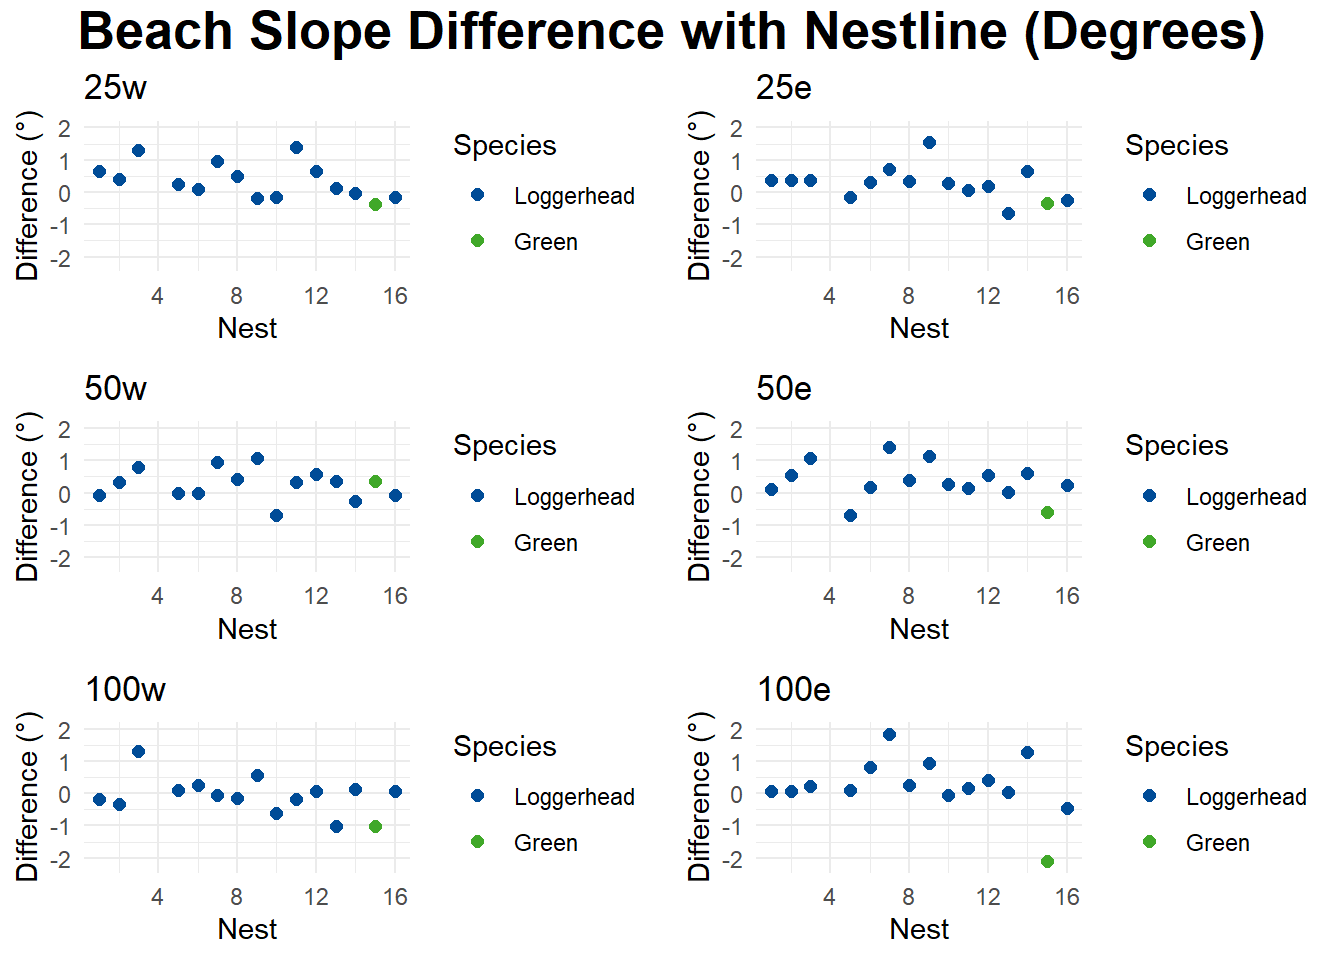 Beach Slope Difference with Nestline (Degrees)
25w
Difference (°)
2
1
0
-1
-2
4 8 12 16
Nest
Species
Loggerhead
Green
25e
Difference (°)
2
1
0
-1
-2
4 8 12 16
Nest
Species
Loggerhead
Green
50w
Difference (°)
2
1
0
-1
-2
4 8 12 16
Nest
Species
Loggerhead
Green
50e
Difference (°)
2
1
0
-1
-2
4 8 12 16
Nest
Species
Loggerhead
Green
100w
Difference (°)
2
1
0
-1
-2
4 8 12 16
Nest
Species
Loggerhead
Green
100e
Difference (°)
2
1
0
-1
-2
4 8 12 16
Nest
Species
Loggerhead
Green